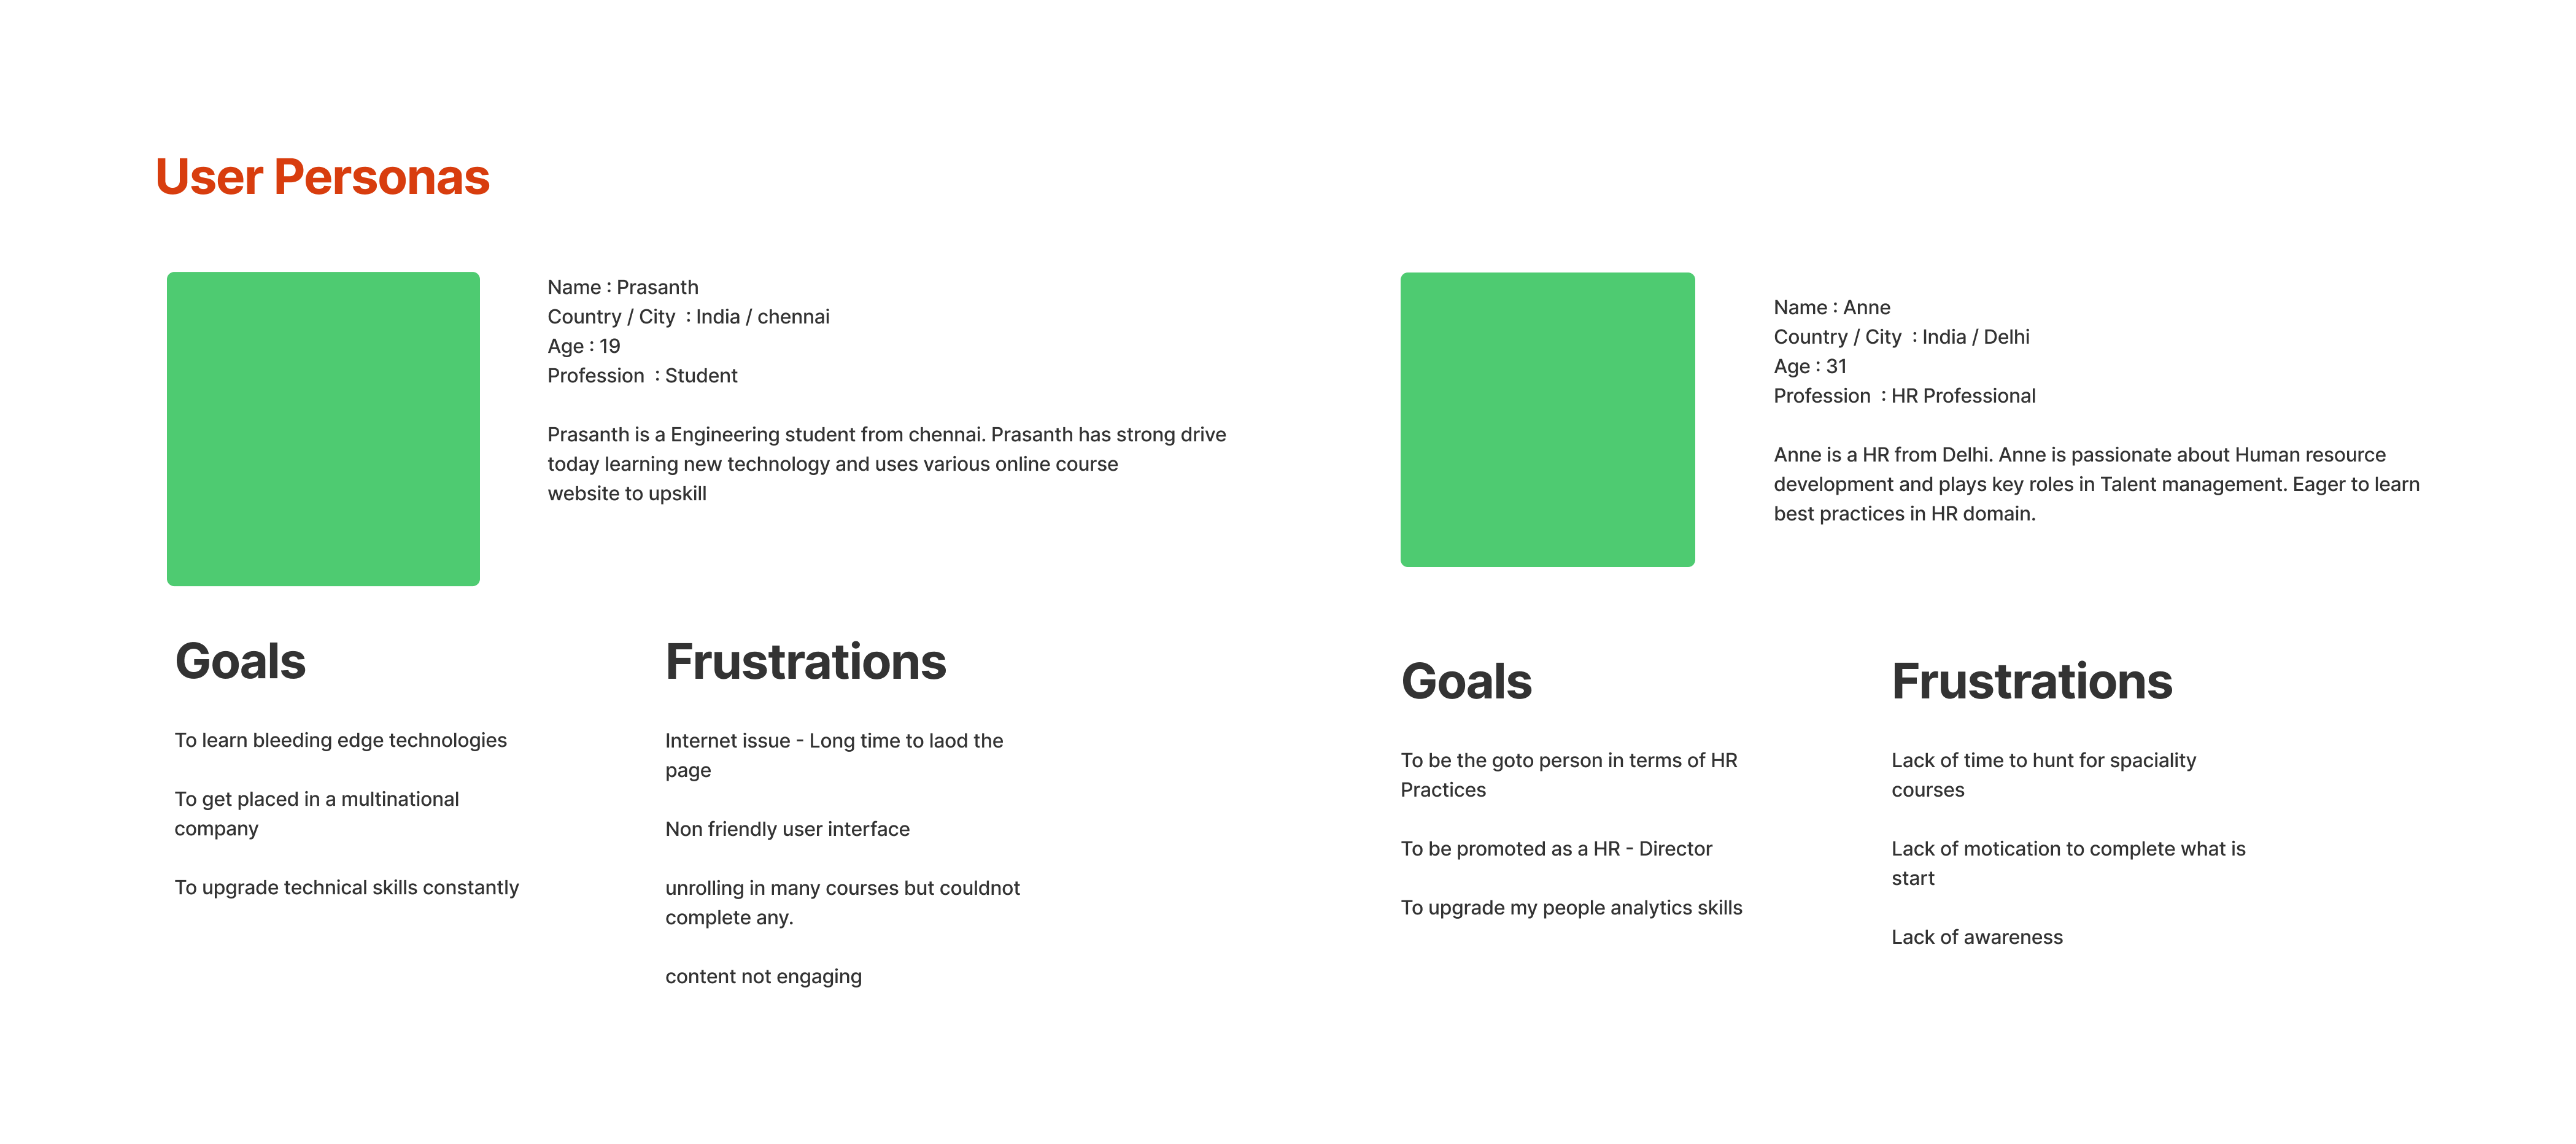 User Personas
Name : Prasanth
Country / City  : India / chennai
Age : 19
Profession  : Student
Prasanth is a Engineering student from chennai. Prasanth has strong drive
today learning new technology and uses various online course
website to upskill
Goals
To learn bleeding edge technologies
To get placed in a multinational
company
To upgrade technical skills constantly
Frustrations
Internet issue - Long time to laod the
page
Non friendly user interface
unrolling in many courses but couldnot
complete any.
content not engaging
Name : Anne
Country / City  : India / Delhi
Age : 31
Profession  : HR Professional
Anne is a HR from Delhi. Anne is passionate about Human resource
development and plays key roles in Talent management. Eager to learn
best practices in HR domain.
Goals
To be the goto person in terms of HR
Practices
To be promoted as a HR - Director
To upgrade my people analytics skills
Frustrations
Lack of time to hunt for spaciality
courses
Lack of motication to complete what is
start
Lack of awareness